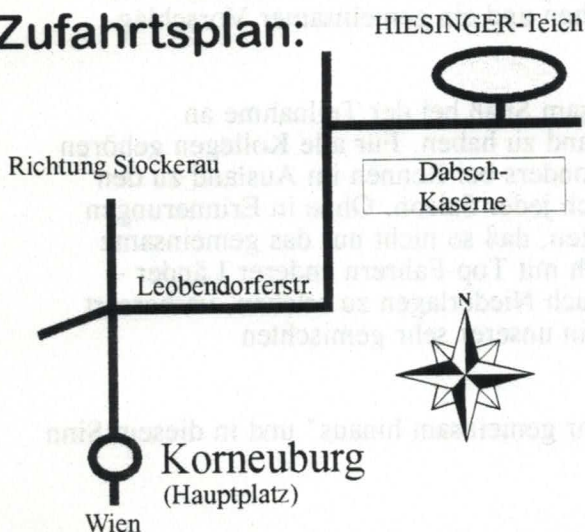 Zufahrtsplan:
HIESINGER-Teich
Richtung Stockerau
Dabsch-
Kaserne
Leobendorferstr.
N
Korneuburg
(Hauptplatz)
Wien